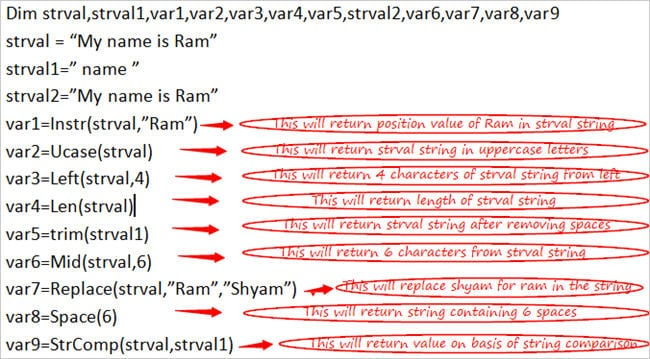 Dim strval,strval1,var1,var2,var3,var4,var5,strval2,var6,var7,var8,var9
strval = “My name is Ram”
strval1=” name ”
strval2=”My name is Ram”
var1=Instr(strval,”Ram”) This will return position value of Ram in strval string
var2=Ucase(strval) This will return strval string in uppercase letters
var3=Left(strval,4) This will return 4 characters of strval string from left
var4=Len(strval) This will return length of strval string
var5=trim(strval1) This will return strval string after removing spaces
var6=Mid(strval,6) This will return 6 characters from strval string
var7=Replace(strval,”Ram”,”Shyam”) This will replace shyam for ram in the string
var8=Space(6) This will return string containing 6 spaces
var9=StrComp(strval,strval1) This will return value on basis of string comparison